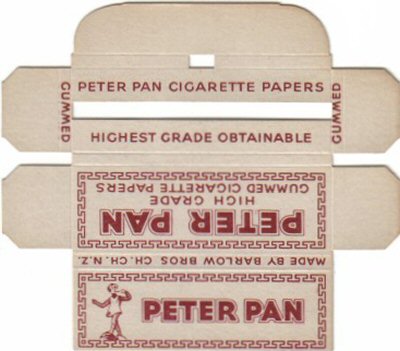 PETER PAN CIGARETTE PAPERS
GUMMED
GUMMED
HIGHEST GRADE OBTAINABLE
PETER PAN
HIGH GRADE
GUMMED CIGARETTE PAPERS
MADE BY BARLOW BROS. CH.CH. N.Z.
PETER PAN